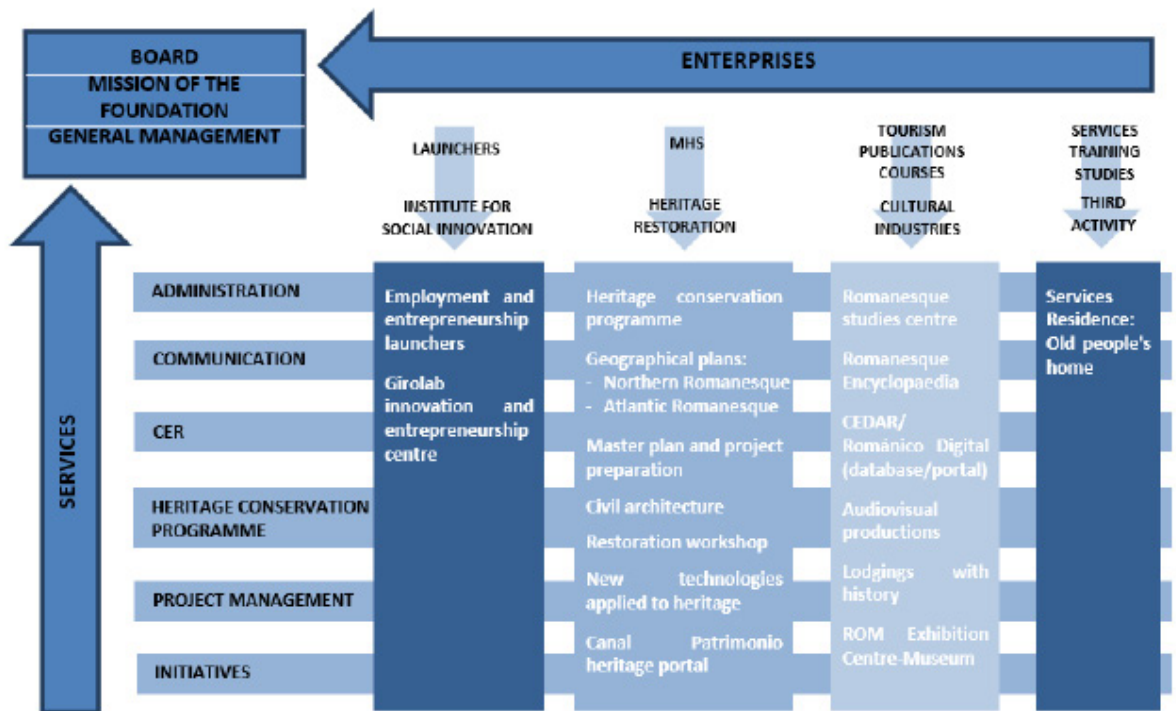 BOARD
MISSION OF THE
FOUNDATION
GENERAL MANAGEMENT
ENTERPRISES
LAUNCHERS
INSTITUTE FOR
SOCIAL INNOVATION
MHS
HERITAGE
RESTORATION
TOURISM
PUBLICATIONS
COURSES
CULTURAL
INDUSTRIES
SERVICES
TRAINING
STUDIES
THIRD
ACTIVITY
SERVICES
ADMINISTRATION
COMMUNICATION
CER
HERITAGE CONSERVATION
PROGRAMME
PROJECT MANAGEMENT
INITIATIVES
Employment and
entrepreneurship
launchers
Girolab
innovation and
entrepreneurship
centre
Heritage conservation
programme
Geographical plans:
- Northern Romanesque
- Atlantic Romanesque
Master plan and project
preparation
Civil architecture
Restoration workshop
New technologies
applied to heritage
Canal Patrimonio
heritage portal
Romanesque
studies centre
Romanesque
Encyclopaedia
CEDAR/
Románico Digital
(database/portal)
Audiovisual
productions
Lodgings with
history
ROM Exhibition
Centre-Museum
Services
Residence:
Old people's
home